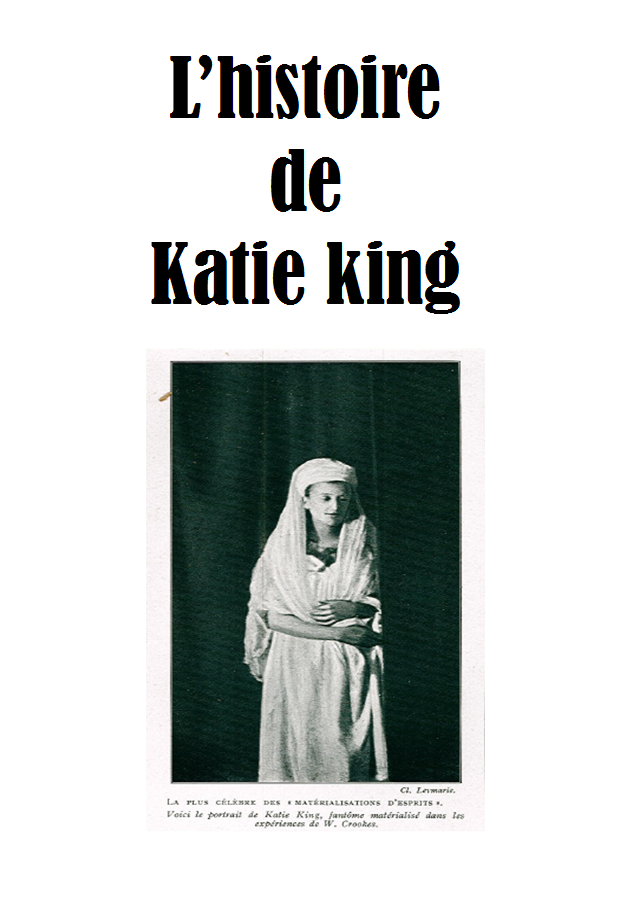 L’histoire
de
Katie king
Cl. Leymarie.
LA PLUS CÉLÈBRE DES « MATÉRIALISATIONS D'ESPRITS ».
Voici le portrait de Katie King, fantôme matérialisé dans les
expériences de W. Crookes.